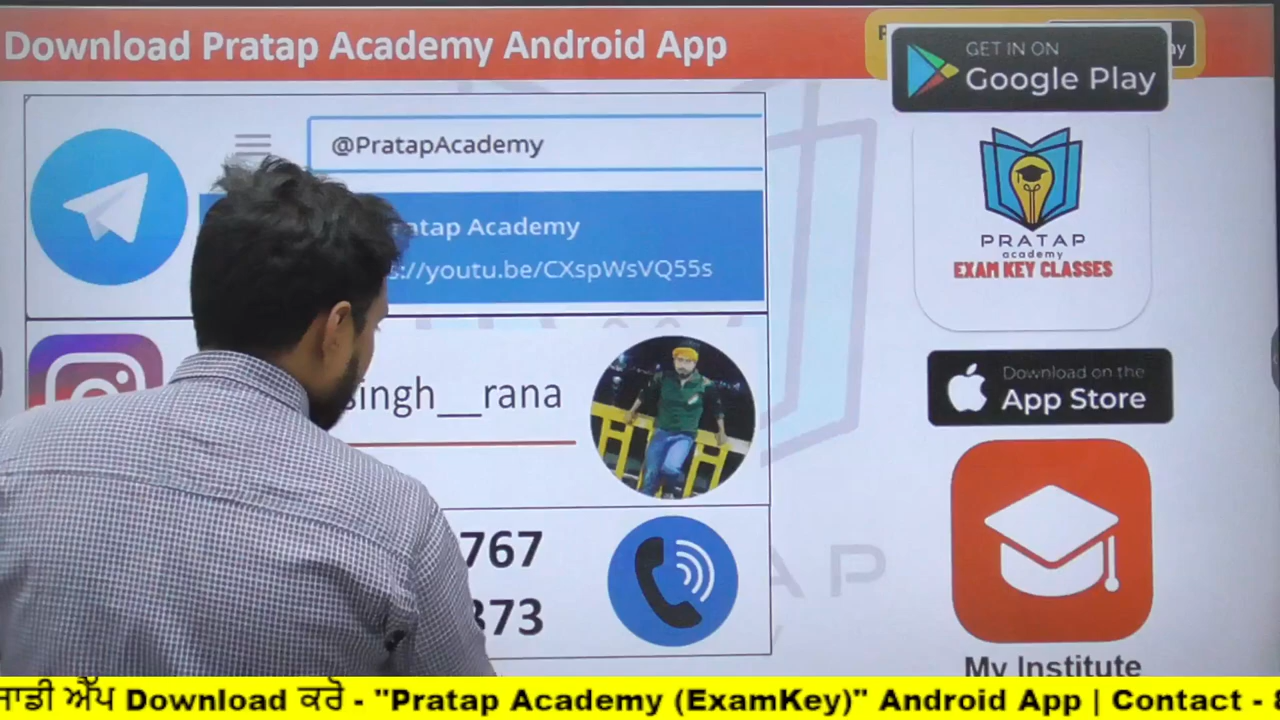 Download Pratap Academy Android App
GET IN ON
Google Play
@PratapAcademy
Academy
://youtu.be/CXspWsVQ55s
PRATAP
academy
EXAM KEY CLASSES
singh__rana
Download on the
App Store
767
373
My Institute
ਸਾਡੀ ਐੱਪ Download ਕਰੋ - "Pratap Academy (ExamKey)" Android App | Contact - 8